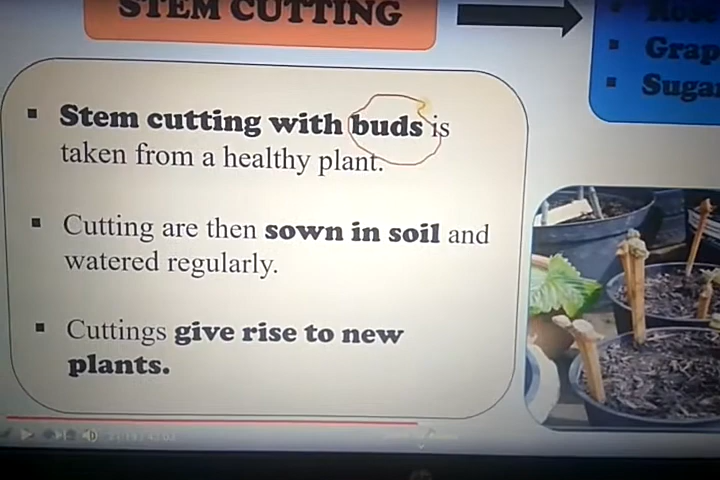 STEM CUTTING
Rose
▪ Grap
▪ Sugar
▪ Stem cutting with buds is
taken from a healthy plant.
▪ Cutting are then sown in soil and
watered regularly.
▪ Cuttings give rise to new
plants.